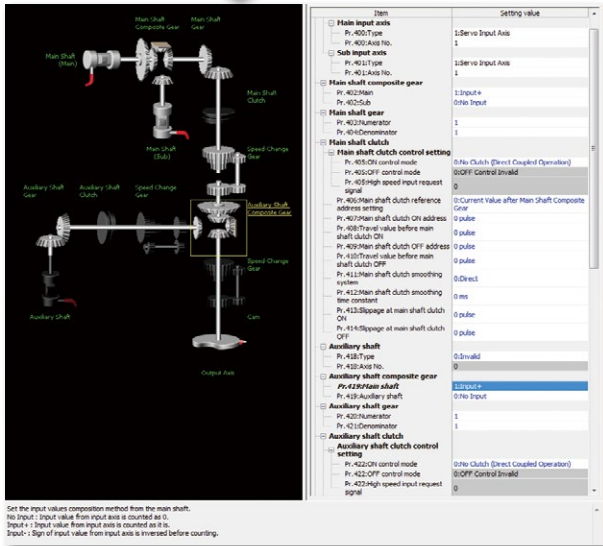 Main Shaft
Composite Gear
Main Shaft
Gear
Main Shaft
(Main)
Main Shaft
Clutch
Main Shaft
(Sub)
Speed Change
Gear
Auxiliary Shaft
Gear
Auxiliary Shaft
Clutch
Speed Change
Gear
Auxiliary Shaft
Composite Gear
Speed Change
Gear
Auxiliary Shaft
Cam
Output Axis
Item Setting value
Main input axis
Pr.400:Type 1:Servo Input Axis
Pr.400:Axis No. 1
Sub input axis
Pr.401:Type 1:Servo Input Axis
Pr.401:Axis No. 1
Main shaft composite gear
Pr.402:Main 1:Input+
Pr.402:Sub 0:No Input
Main shaft gear
Pr.403:Numerator 1
Pr.404:Denominator 1
Main shaft clutch
Main shaft clutch control setting
Pr.405:ON control mode 0:No Clutch (Direct Coupled Operation)
Pr.405:OFF control mode 0:OFF Control Invalid
Pr.405:High speed input request
signal 0
Pr.406:Main shaft clutch reference
address setting 0:Current Value after Main Shaft Composite
Gear
Pr.407:Main shaft clutch ON address 0 pulse
Pr.408:Travel value before main
shaft clutch ON 0 pulse
Pr.409:Main shaft clutch OFF address 0 pulse
Pr.410:Travel value before main
shaft clutch OFF 0 pulse
Pr.411:Main shaft clutch smoothing
system 0:Direct
Pr.412:Main shaft clutch smoothing
time constant 0 ms
Pr.413:Slippage at main shaft clutch
ON 0 pulse
Pr.414:Slippage at main shaft clutch
OFF 0 pulse
Auxiliary shaft
Pr.418:Type 0:Invalid
Pr.418:Axis No. 0
Auxiliary shaft composite gear
Pr.419:Main shaft 1:Input+
Pr.419:Auxiliary shaft 0:No Input
Auxiliary shaft gear
Pr.420:Numerator 1
Pr.421:Denominator 1
Auxiliary shaft clutch
Auxiliary shaft clutch control
setting
Pr.422:ON control mode 0:No Clutch (Direct Coupled Operation)
Pr.422:OFF control mode 0:OFF Control Invalid
Pr.422:High speed input request
signal 0
Set the input values composition method from the main shaft.
No Input : Input value from input axis is counted as 0.
Input+ : Input value from input axis is counted as it is.
Input- : Sign of input value from input axis is inversed before counting.